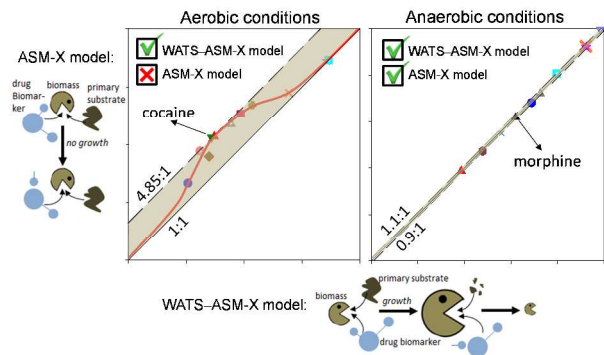 Aerobic conditions
Anaerobic conditions
ASM-X model:
WATS–ASM-X model
ASM-X model
WATS–ASM-X model
ASM-X model
drug
Biomar-
ker
biomass
primary
substrate
no growth
cocaine
4.85:1
1:1
morphine
1.1:1
0.9:1
WATS–ASM-X model:
biomass
primary substrate
growth
drug biomarker